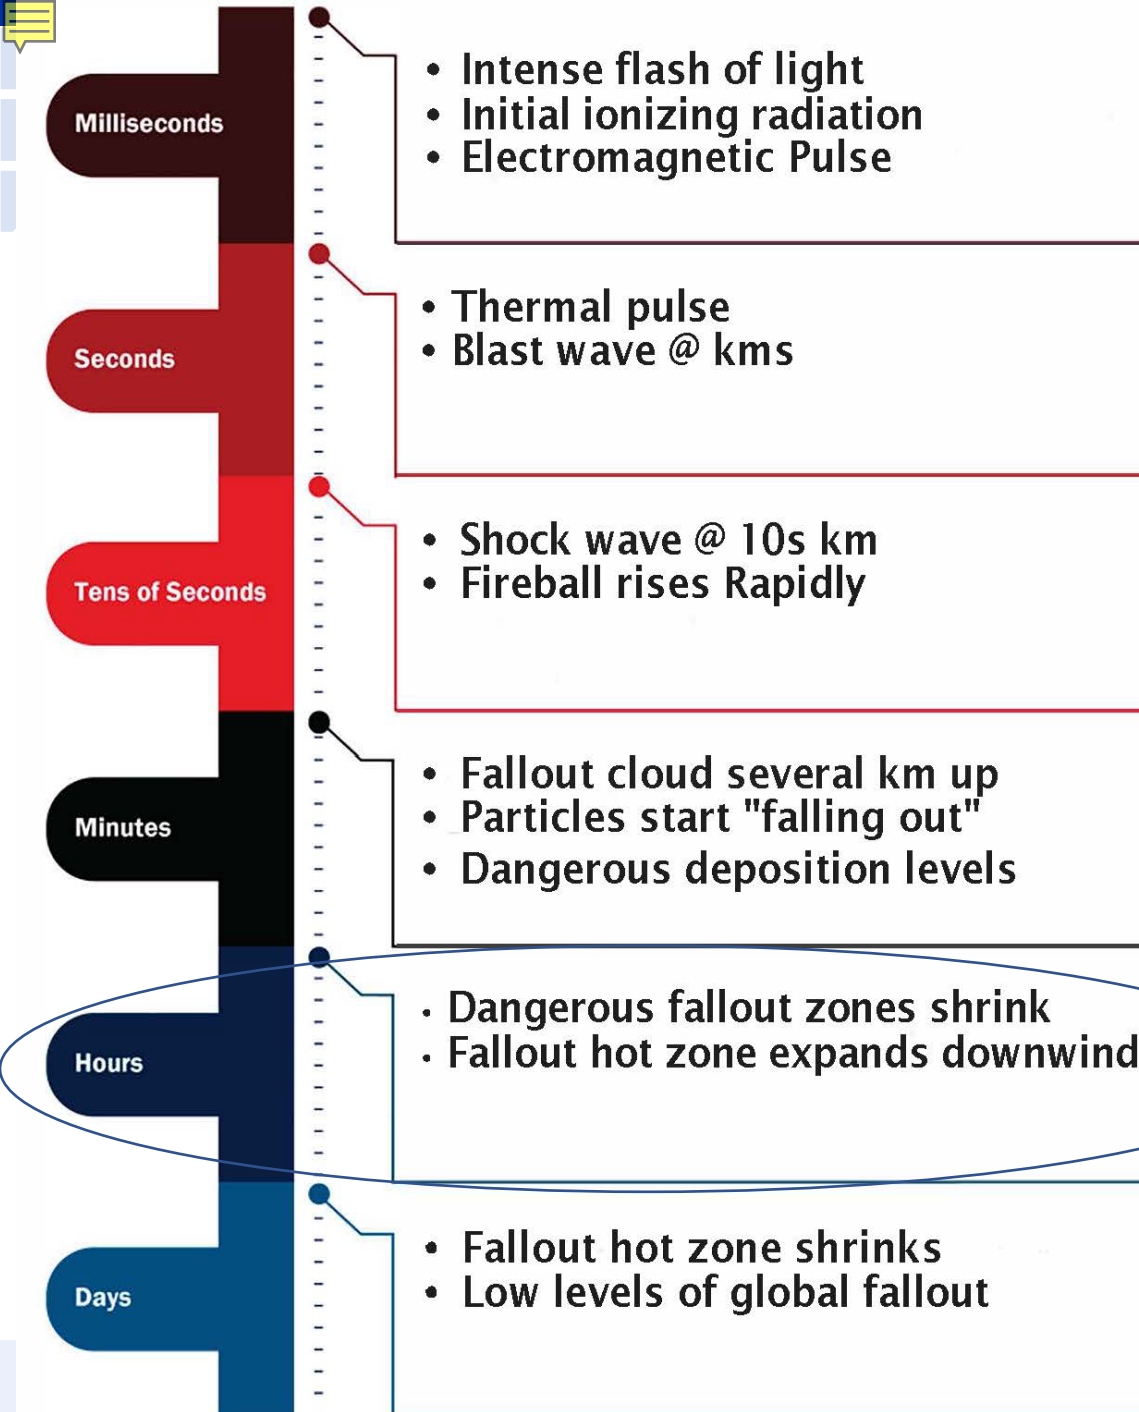 Milliseconds
• Intense flash of light
• Initial ionizing radiation
• Electromagnetic Pulse
Seconds
• Thermal pulse
• Blast wave @ kms
Tens of Seconds
• Shock wave @ 10s km
• Fireball rises Rapidly
Minutes
• Fallout cloud several km up
• Particles start "falling out"
• Dangerous deposition levels
Hours
• Dangerous fallout zones shrink
• Fallout hot zone expands downwind
Days
• Fallout hot zone shrinks
• Low levels of global fallout